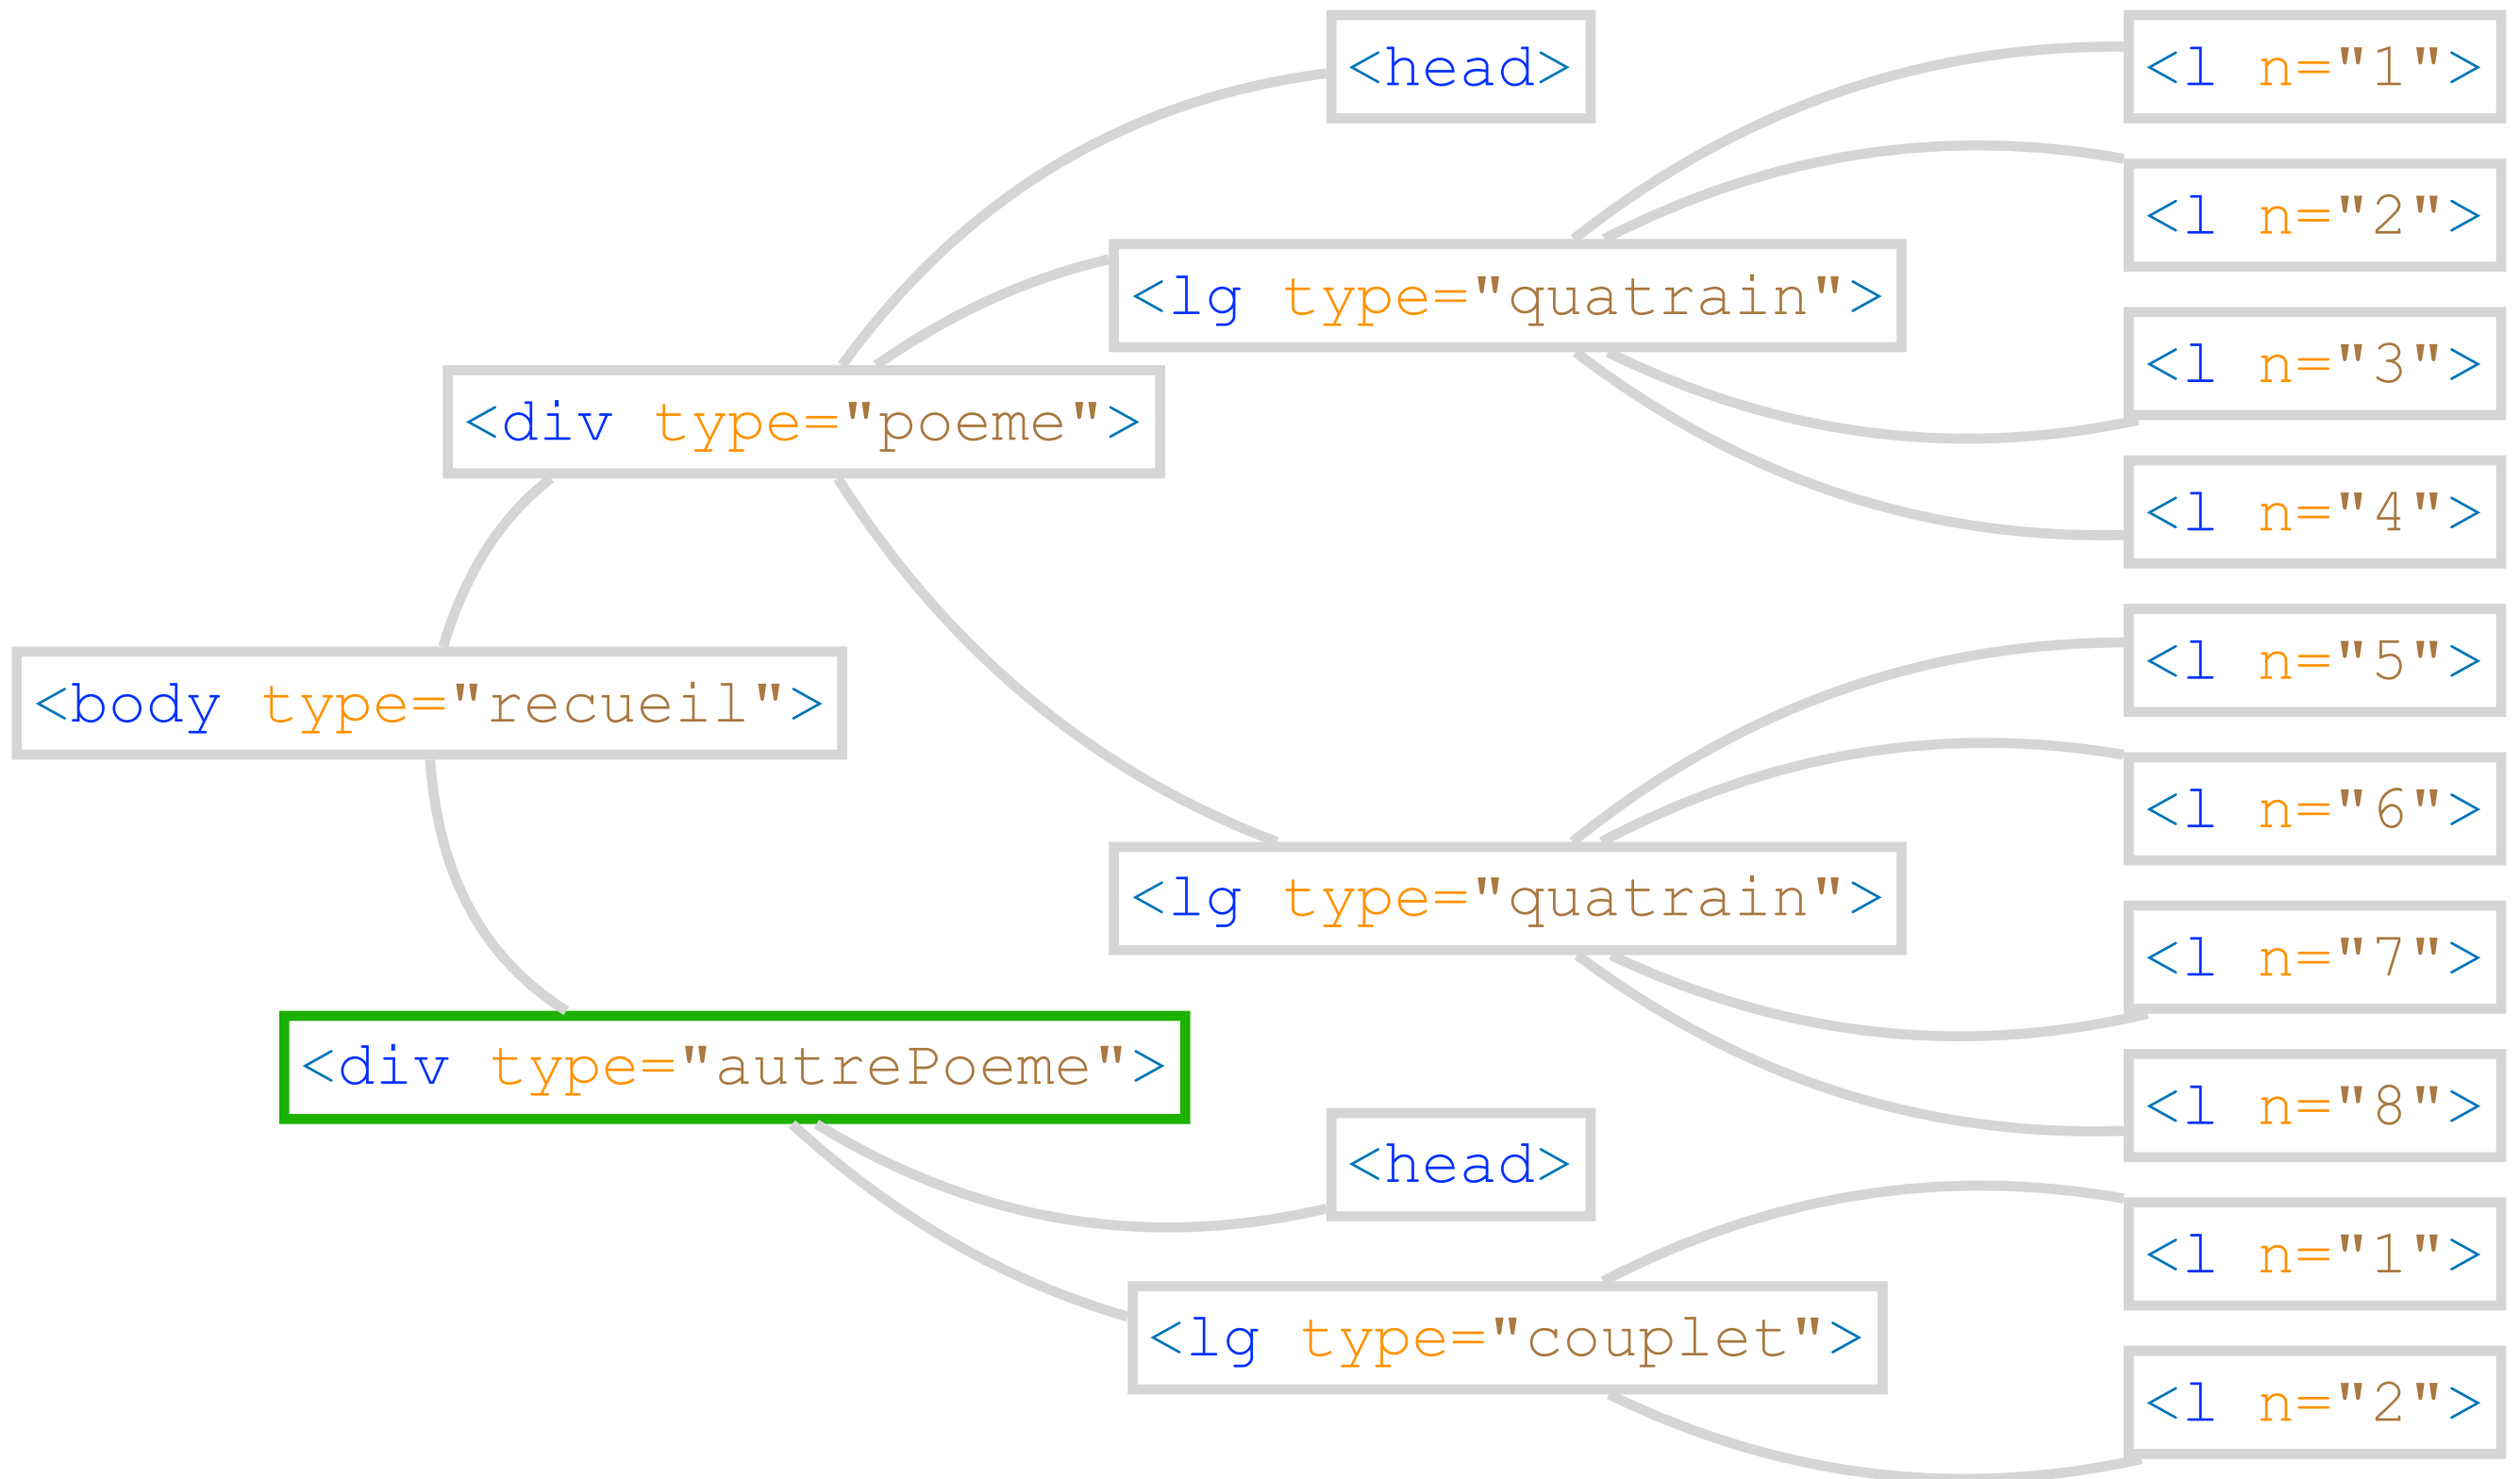 <head>
<l n="1">
<l n="2">
<lg type="quatrain">
<l n="3">
<div type="poeme">
<l n="4">
<l n="5">
<body type="recueil">
<l n="6">
<lg type="quatrain">
<l n="7">
<div type="autrePoeme">
<l n="8">
<head>
<l n="1">
<lg type="couplet">
<l n="2">